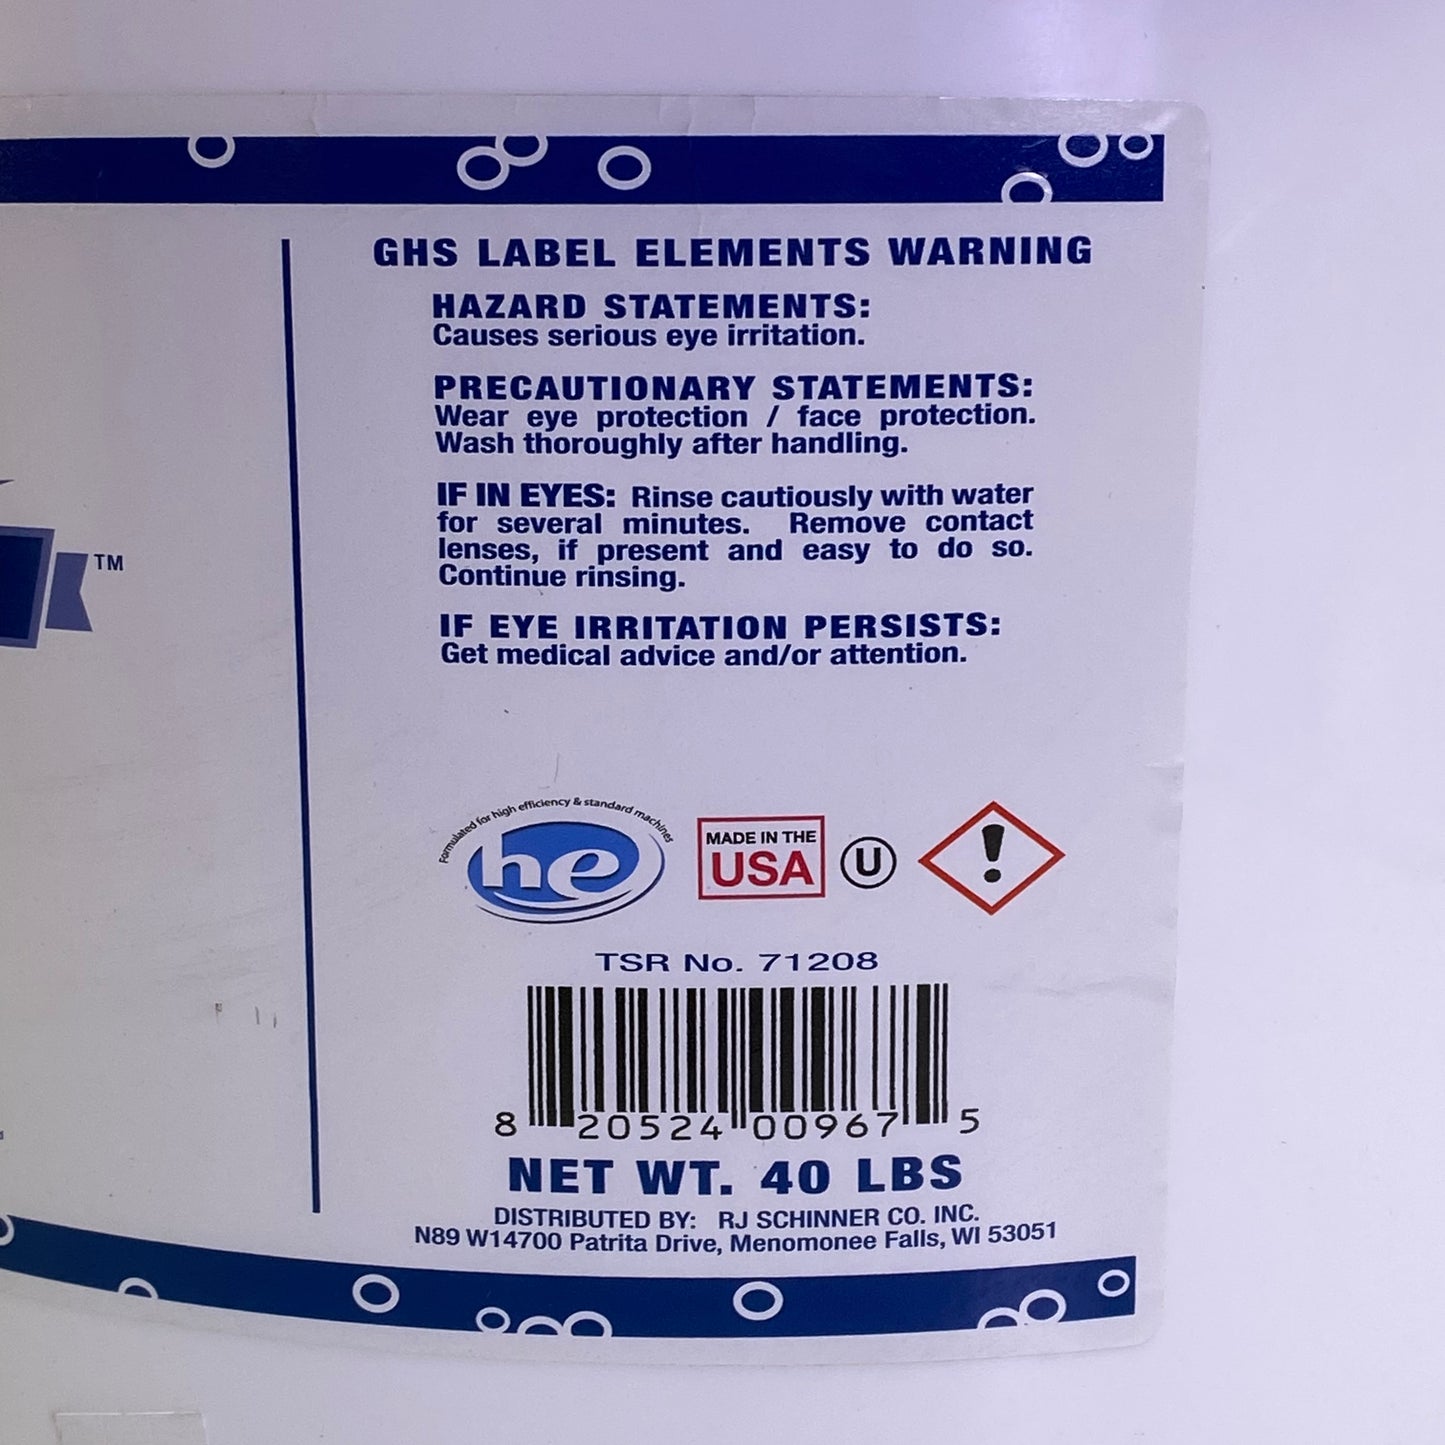 GHS LABEL ELEMENTS WARNING
HAZARD STATEMENTS:
Causes serious eye irritation.
PRECAUTIONARY STATEMENTS:
Wear eye protection / face protection.
Wash thoroughly after handling.
IF IN EYES: Rinse cautiously with water
for several minutes. Remove contact
lenses, if present and easy to do so.
Continue rinsing.
IF EYE IRRITATION PERSISTS:
Get medical advice and/or attention.
TM
Formulated for high efficiency & standard machines
he
MADE IN THE
USA
U
!
TSR No. 71208
8 20524 00967 5
NET WT. 40 LBS
DISTRIBUTED BY: RJ SCHINNER CO. INC.
N89 W14700 Patrita Drive, Menomonee Falls, WI 53051